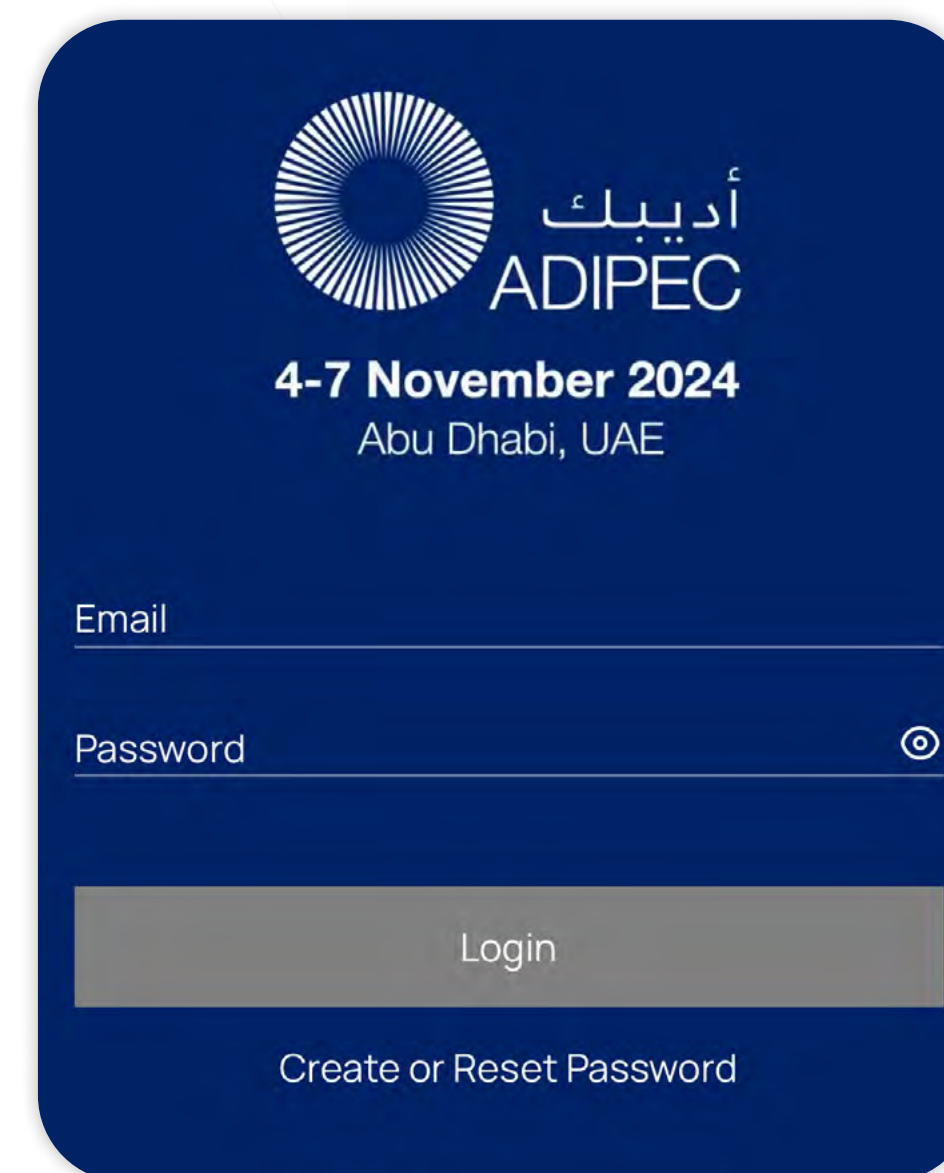 أديبك
ADIPEC
4-7 November 2024
Abu Dhabi, UAE
Email
Password
Login
Create or Reset Password